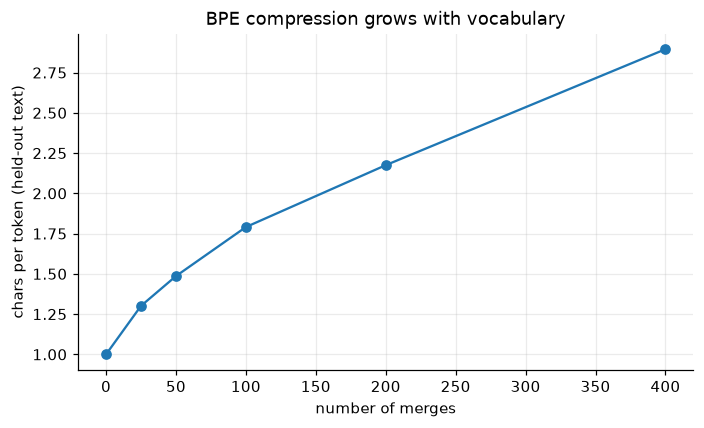 BPE compression grows with vocabulary
chars per token (held-out text)
2.75
2.50
2.25
2.00
1.75
1.50
1.25
1.00
0 50 100 150 200 250 300 350 400
number of merges